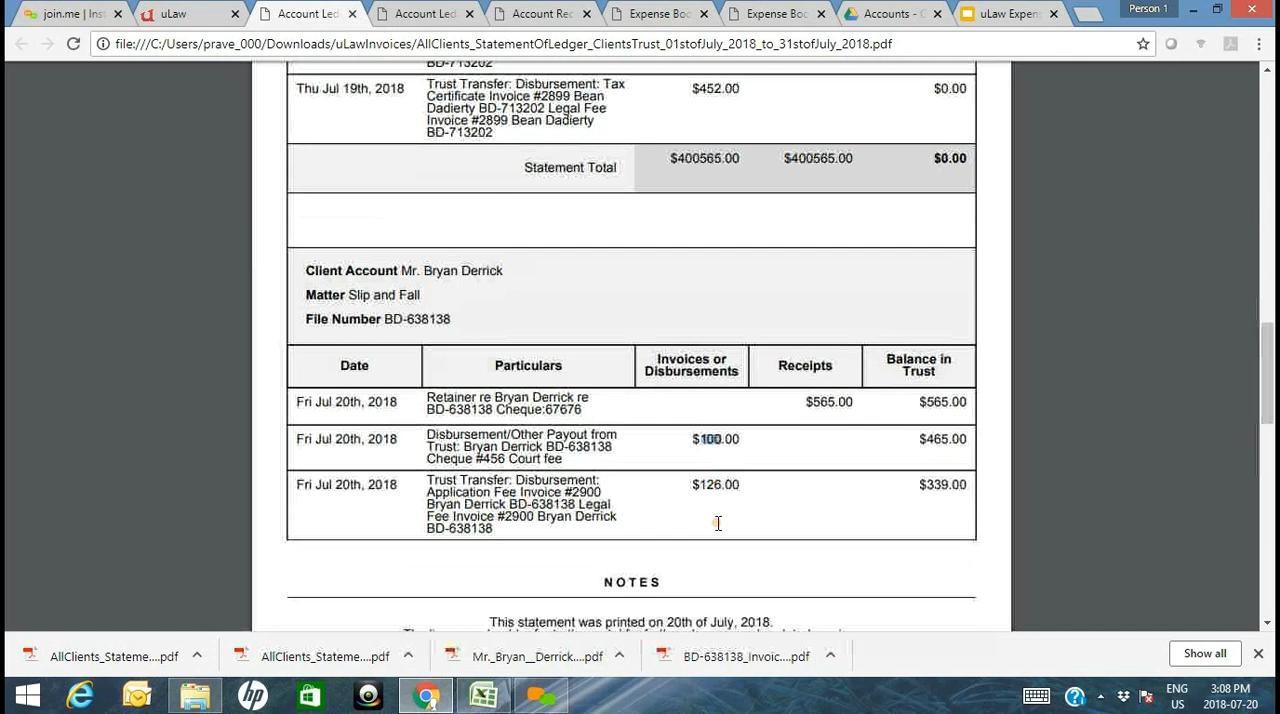 join.me | Inst
uLaw
Account Led
Account Led
Account Rec
Expense Boo
Expense Boo
Accounts - G
uLaw Expen
Person 1
file:///C:/Users/prave_000/Downloads/uLawInvoices/AllClients_StatementOfLedger_ClientsTrust_01stofJuly_2018_to_31stofJuly_2018.pdf
BD-713202
Thu Jul 19th, 2018
Trust Transfer: Disbursement: Tax
Certificate Invoice #2899 Bean
Dadierty BD-713202 Legal Fee
Invoice #2899 Bean Dadierty
BD-713202
$452.00
$0.00
Statement Total
$400565.00
$400565.00
$0.00
Client Account Mr. Bryan Derrick
Matter Slip and Fall
File Number BD-638138
Date
Particulars
Invoices or
Disbursements
Receipts
Balance in
Trust
Fri Jul 20th, 2018
Retainer re Bryan Derrick re
BD-638138 Cheque:67676
$565.00
$565.00
Fri Jul 20th, 2018
Disbursement/Other Payout from
Trust: Bryan Derrick BD-638138
Cheque #456 Court fee
$100.00
$465.00
Fri Jul 20th, 2018
Trust Transfer: Disbursement:
Application Fee Invoice #2900
Bryan Derrick BD-638138 Legal
Fee Invoice #2900 Bryan Derrick
BD-638138
$126.00
$339.00
NOTES
This statement was printed on 20th of July, 2018.
AllClients_Stateme....pdf
AllClients_Stateme....pdf
Mr._Bryan__Derrick....pdf
BD-638138_Invoic....pdf
Show all
ENG
US
3:08 PM
2018-07-20